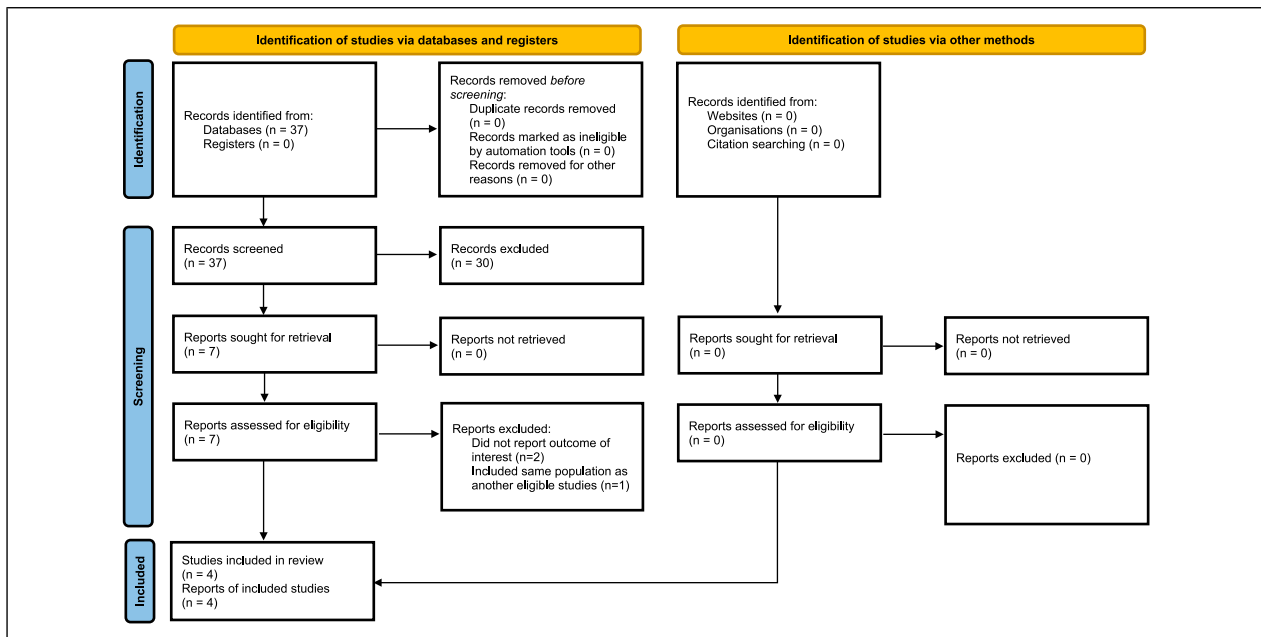 Identification of studies via databases and registers
Identification of studies via other methods
Identification
Records identified from:
Databases (n = 37)
Registers (n = 0)
Records removed before
screening:
Duplicate records removed
(n = 0)
Records marked as ineligible
by automation tools (n = 0)
Records removed for other
reasons (n = 0)
Records identified from:
Websites (n = 0)
Organisations (n = 0)
Citation searching (n = 0)
Screening
Records screened
(n = 37)
Records excluded
(n = 30)
Reports sought for retrieval
(n = 7)
Reports not retrieved
(n = 0)
Reports sought for retrieval
(n = 0)
Reports not retrieved
(n = 0)
Reports assessed for eligibility
(n = 7)
Reports excluded:
Did not report outcome of
interest (n=2)
Included same population as
another eligible studies (n=1)
Reports assessed for eligibility
(n = 0)
Reports excluded (n = 0)
Included
Studies included in review
(n = 4)
Reports of included studies
(n = 4)